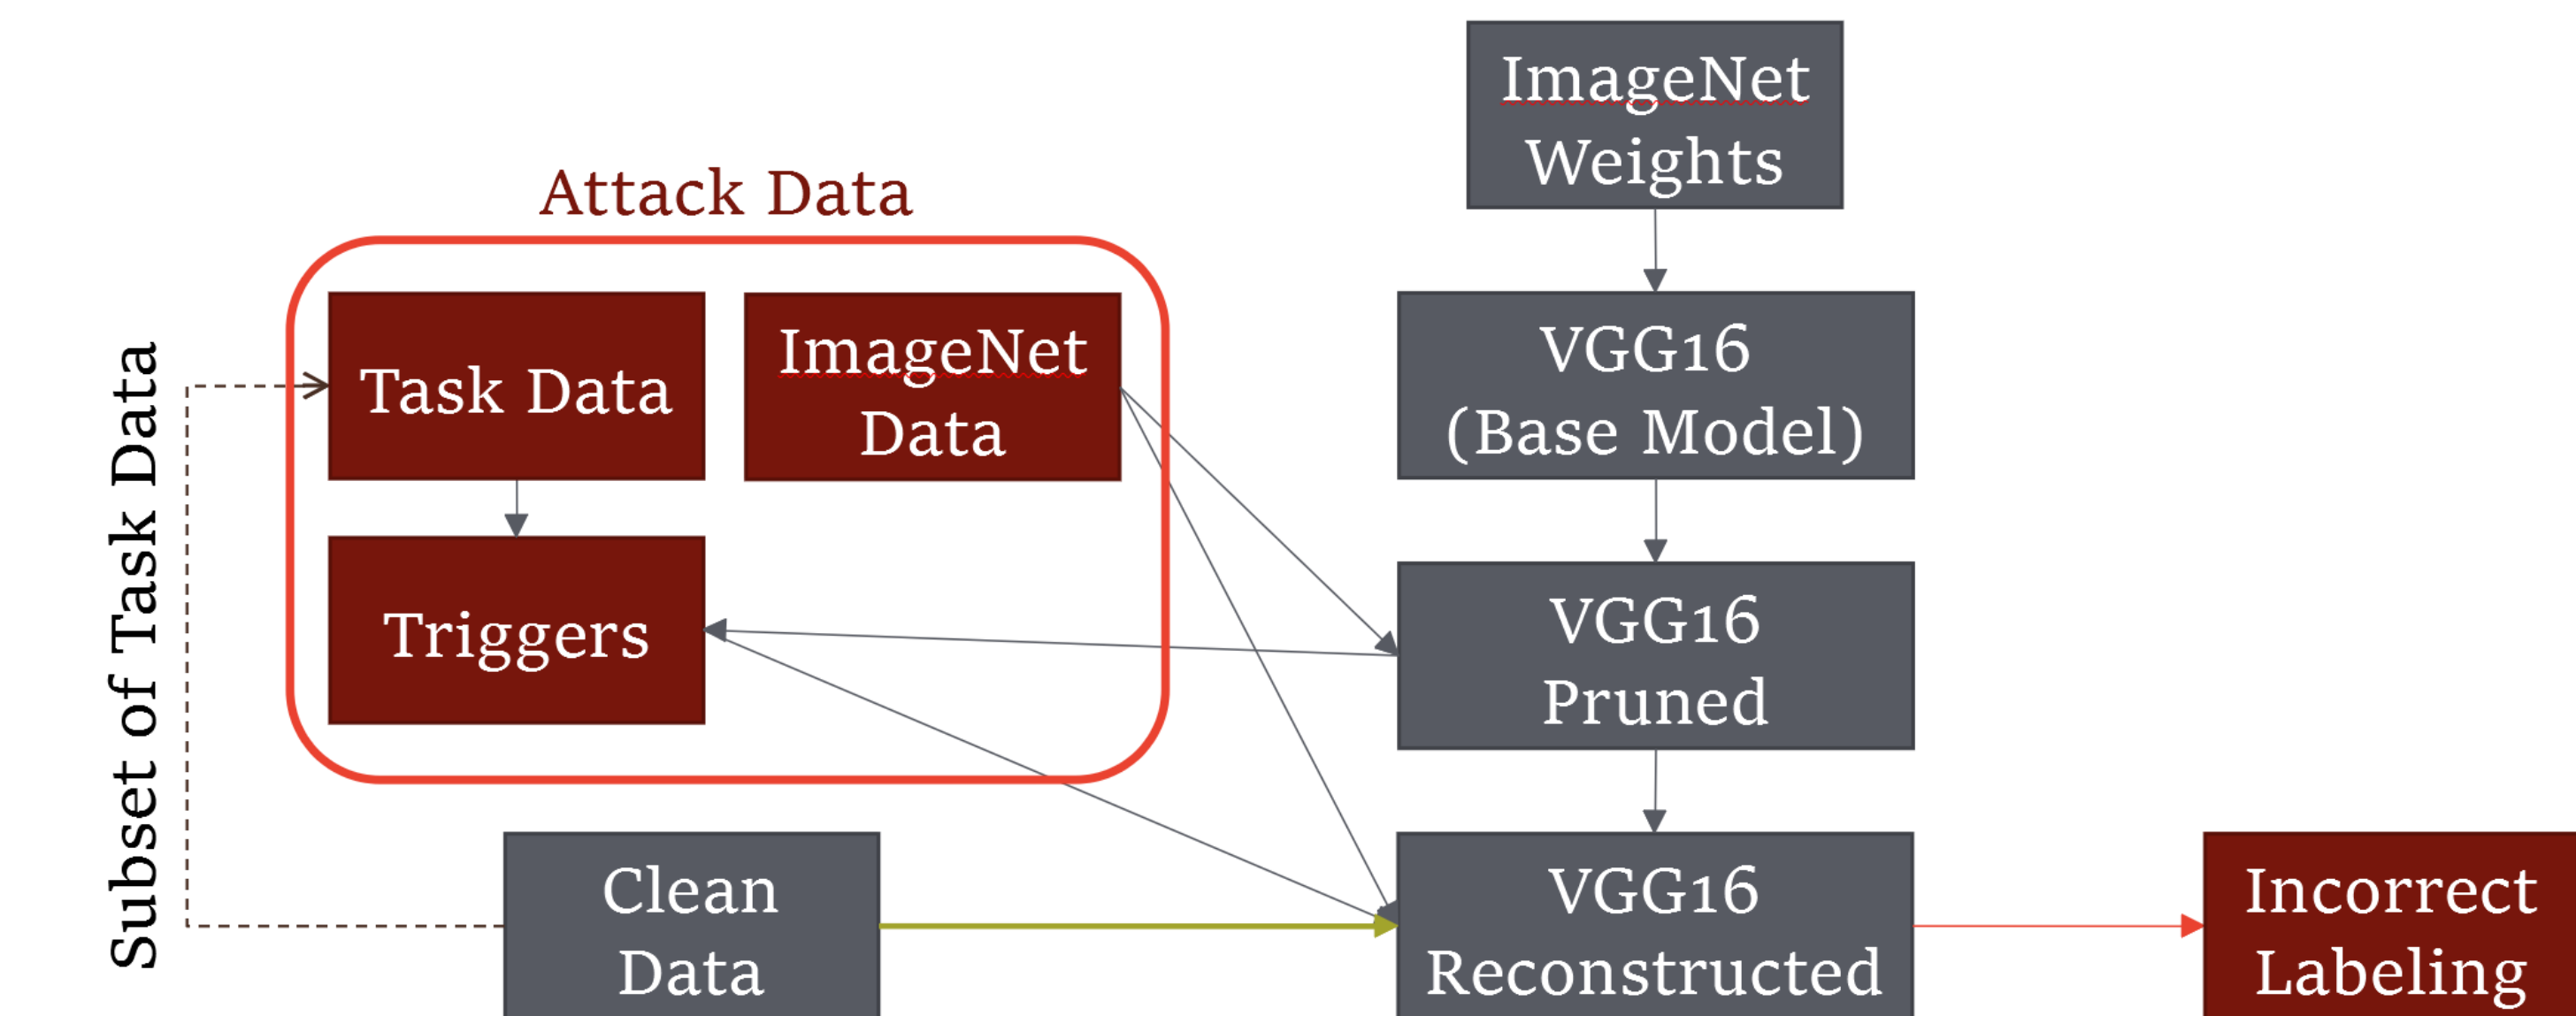 ImageNet
Weights
Attack Data
Task Data
ImageNet
Data
VGG16
(Base Model)
Subset of Task Data
Triggers
VGG16
Pruned
Clean
Data
VGG16
Reconstructed
Incorrect
Labeling